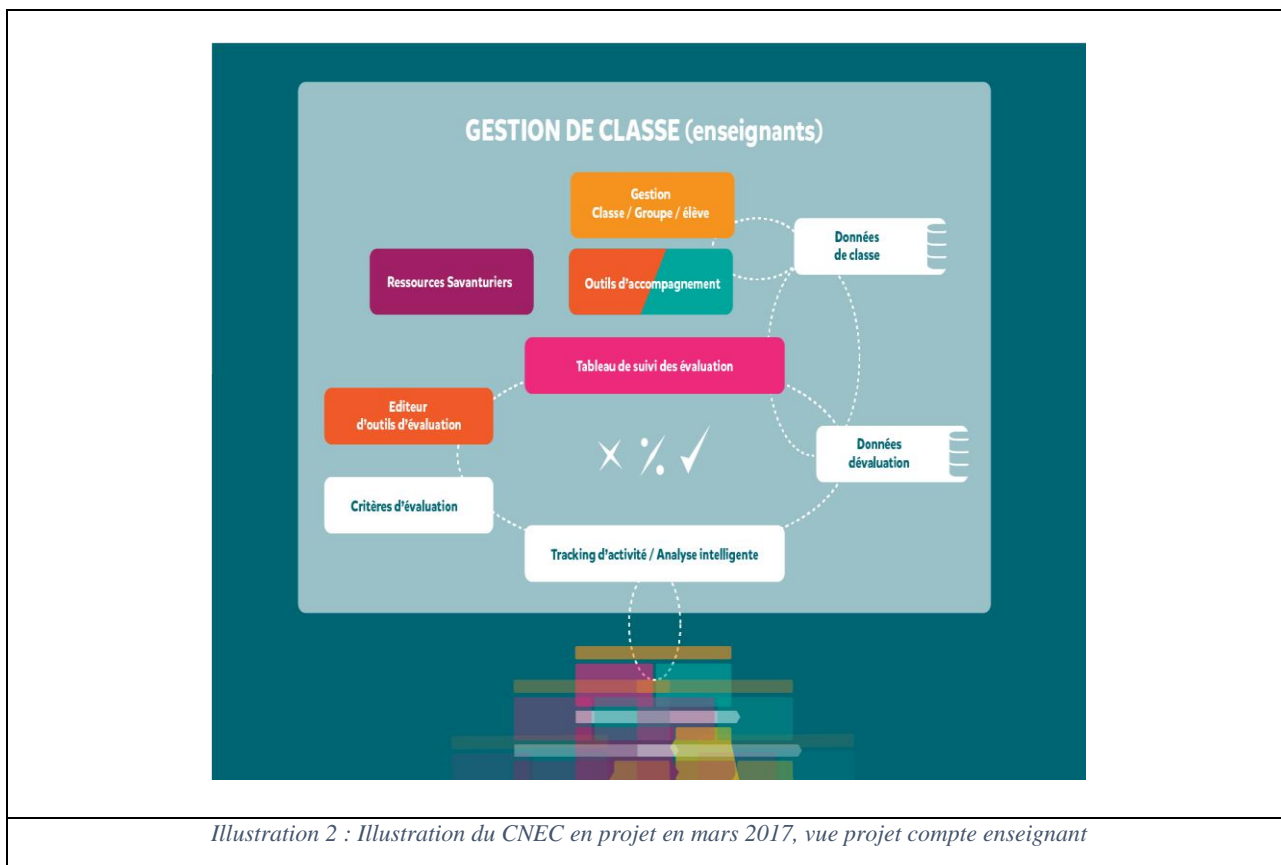 GESTION DE CLASSE (enseignants)
Gestion
Classe / Groupe / élève
Données
de classe
Ressources Savanturiers
Outils d'accompagnement
Tableau de suivi des évaluation
Editeur
d'outils d'évaluation
Données
dévaluation
Critères d'évaluation
Tracking d'activité / Analyse intelligente
Illustration 2 : Illustration du CNEC en projet en mars 2017, vue projet compte enseignant